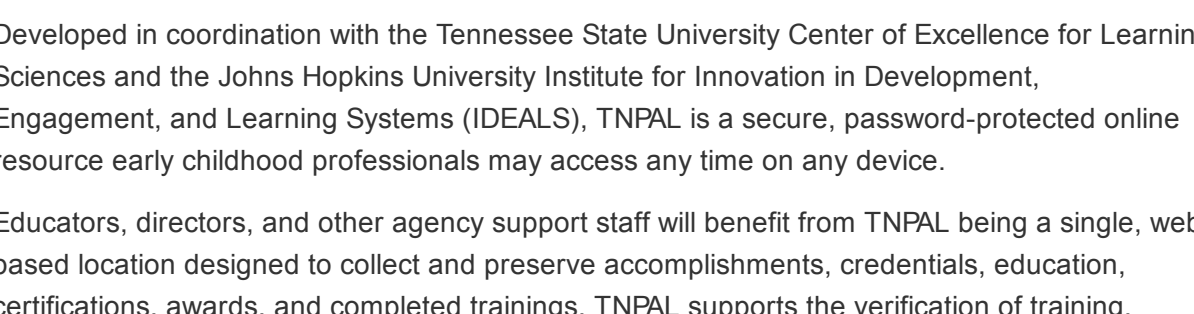 Developed in coordination with the Tennessee State University Center of Excellence for Learnin
Sciences and the Johns Hopkins University Institute for Innovation in Development,
Engagement, and Learning Systems (IDEALS), TNPAL is a secure, password-protected online
resource early childhood professionals may access any time on any device.
Educators, directors, and other agency support staff will benefit from TNPAL being a single, web
based location designed to collect and preserve accomplishments, credentials, education,
certifications, awards, and completed trainings. TNPAL supports the verification of training,